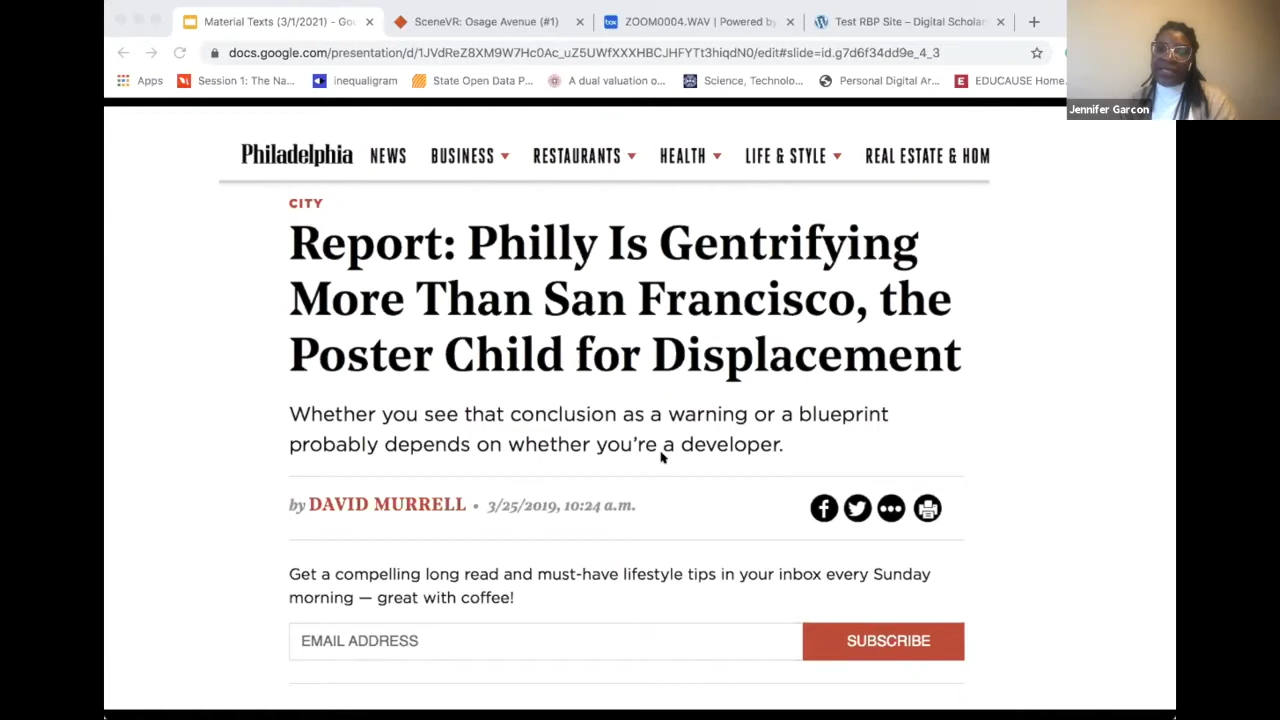 Material Texts (3/1/2021) - Goo
SceneVR: Osage Avenue (#1)
ZOOM0004.WAV | Powered by
Test RBP Site – Digital Scholar
docs.google.com/presentation/d/1JVdReZ8XM9W7Hc0Ac_uZ5UWfXXXHBCJHFYTt3hiqdN0/edit#slide=id.g7d6f34dd9e_4_3
Apps
Session 1: The Na...
inequaligram
State Open Data P...
A dual valuation o...
Science, Technolo...
Personal Digital Ar...
EDUCAUSE Home.
Jennifer Garcon
Philadelphia NEWS BUSINESS RESTAURANTS HEALTH LIFE & STYLE REAL ESTATE & HOM
CITY
Report: Philly Is Gentrifying
More Than San Francisco, the
Poster Child for Displacement
Whether you see that conclusion as a warning or a blueprint
probably depends on whether you're a developer.
by DAVID MURRELL • 3/25/2019, 10:24 a.m.
Get a compelling long read and must-have lifestyle tips in your inbox every Sunday
morning — great with coffee!
EMAIL ADDRESS
SUBSCRIBE